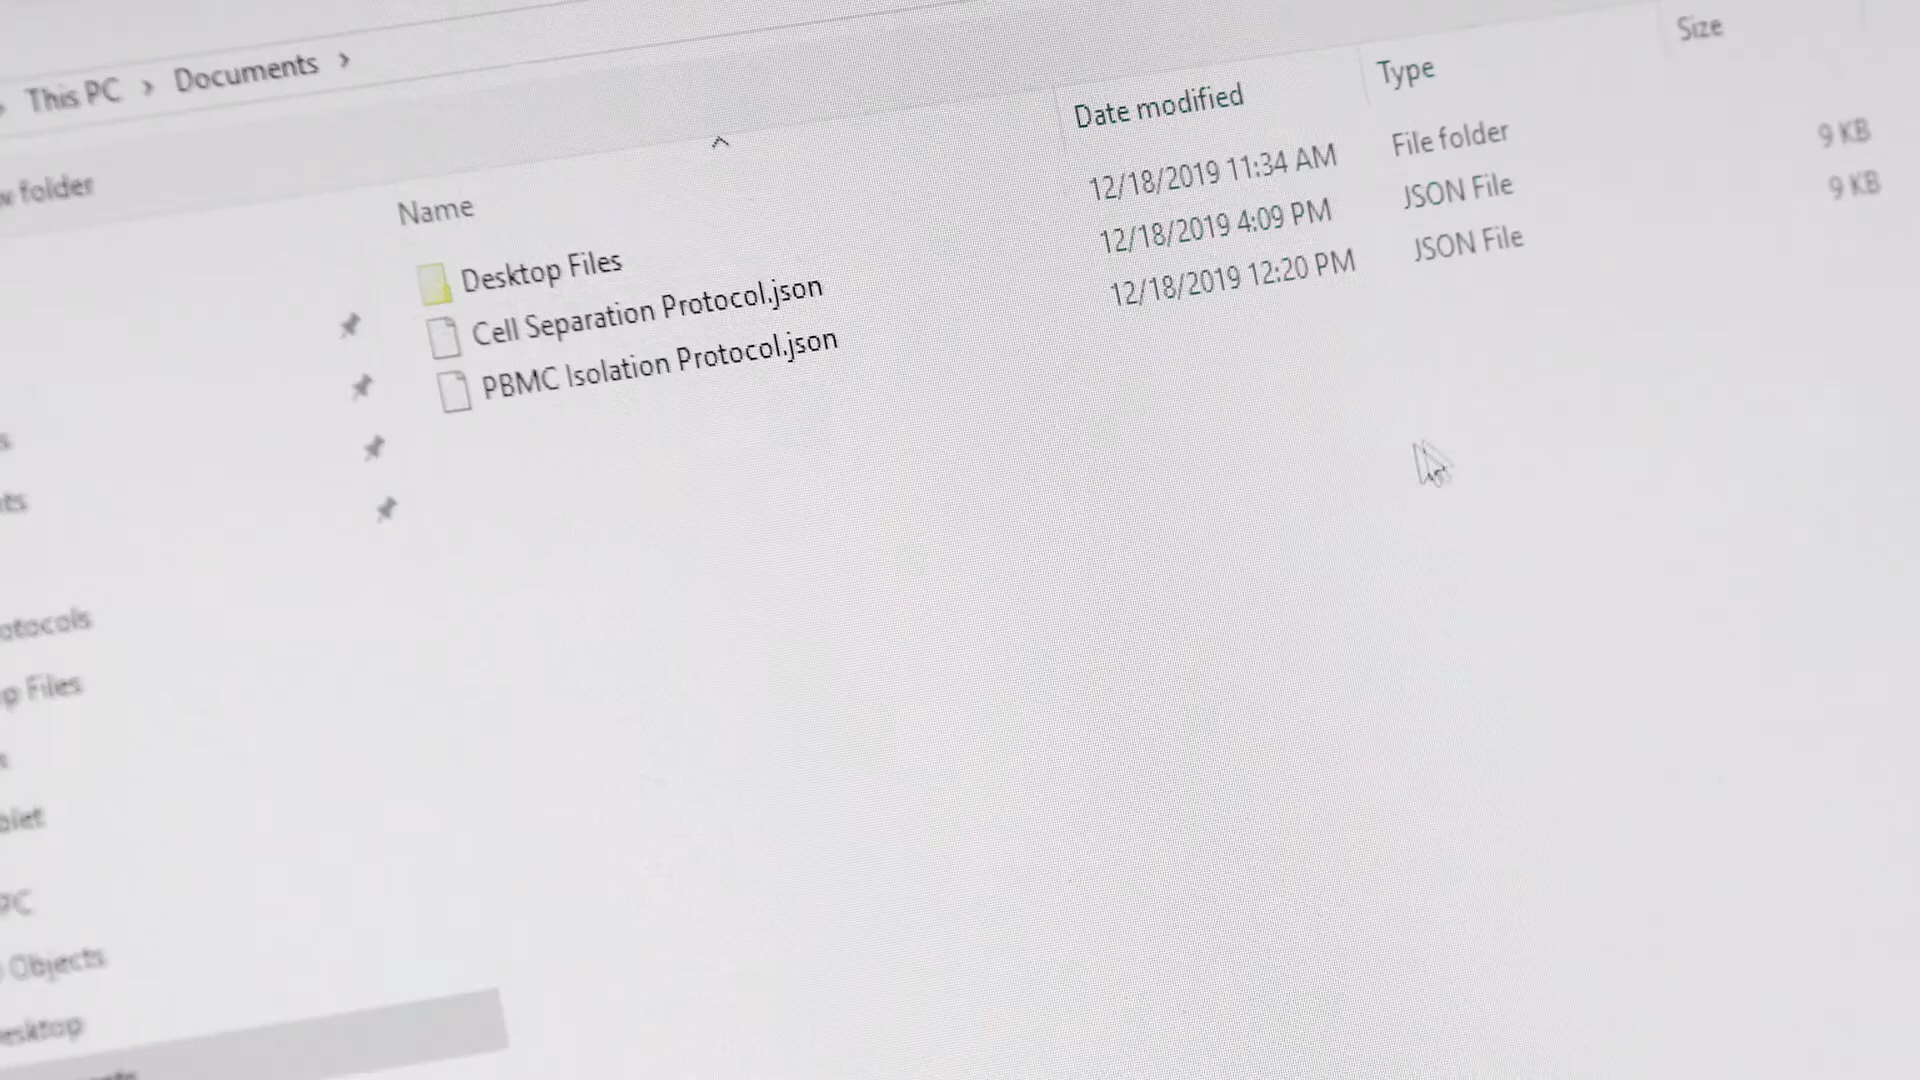 This PC > Documents >
folder
Name Date modified Type Size
Desktop Files 12/18/2019 11:34 AM File folder
Cell Separation Protocol.json 12/18/2019 4:09 PM JSON File 9 KB
PBMC Isolation Protocol.json 12/18/2019 12:20 PM JSON File 9 KB
Files
PC
Objects